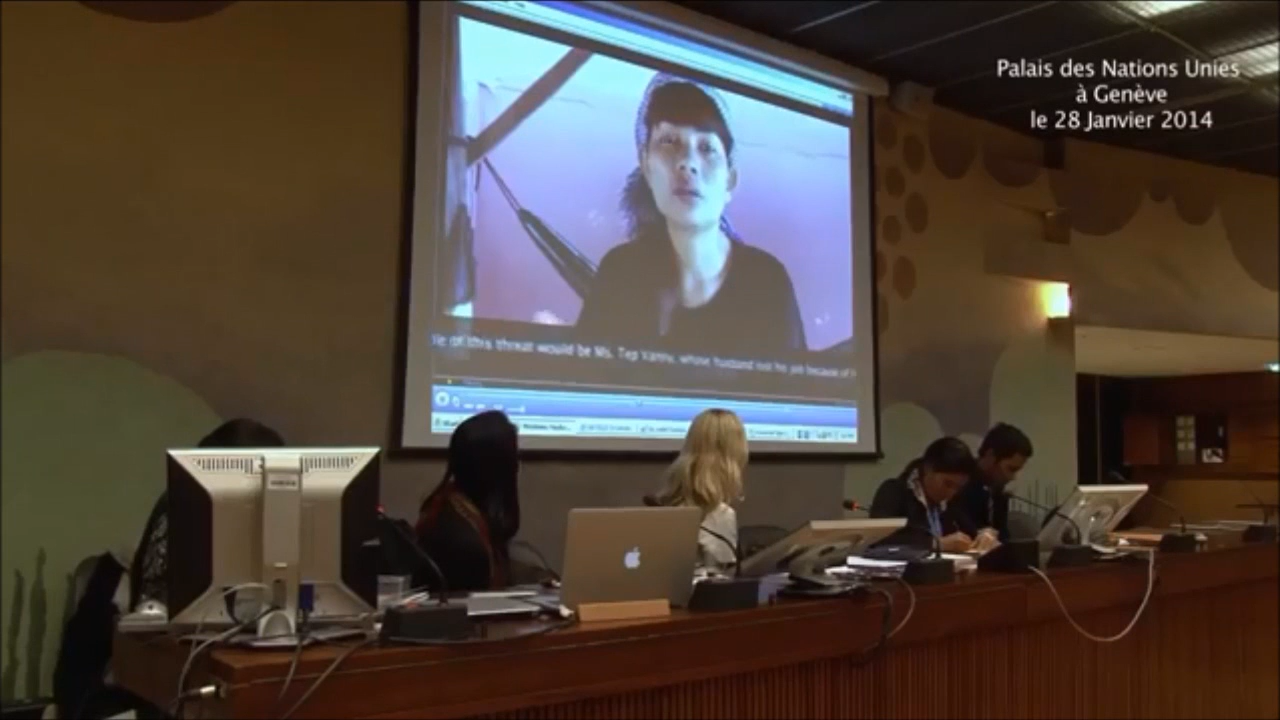 Palais des Nations Unies
à Genève
le 28 Janvier 2014
le of this threat would be Ms. Tep Vanny, whose husband lost his job because of